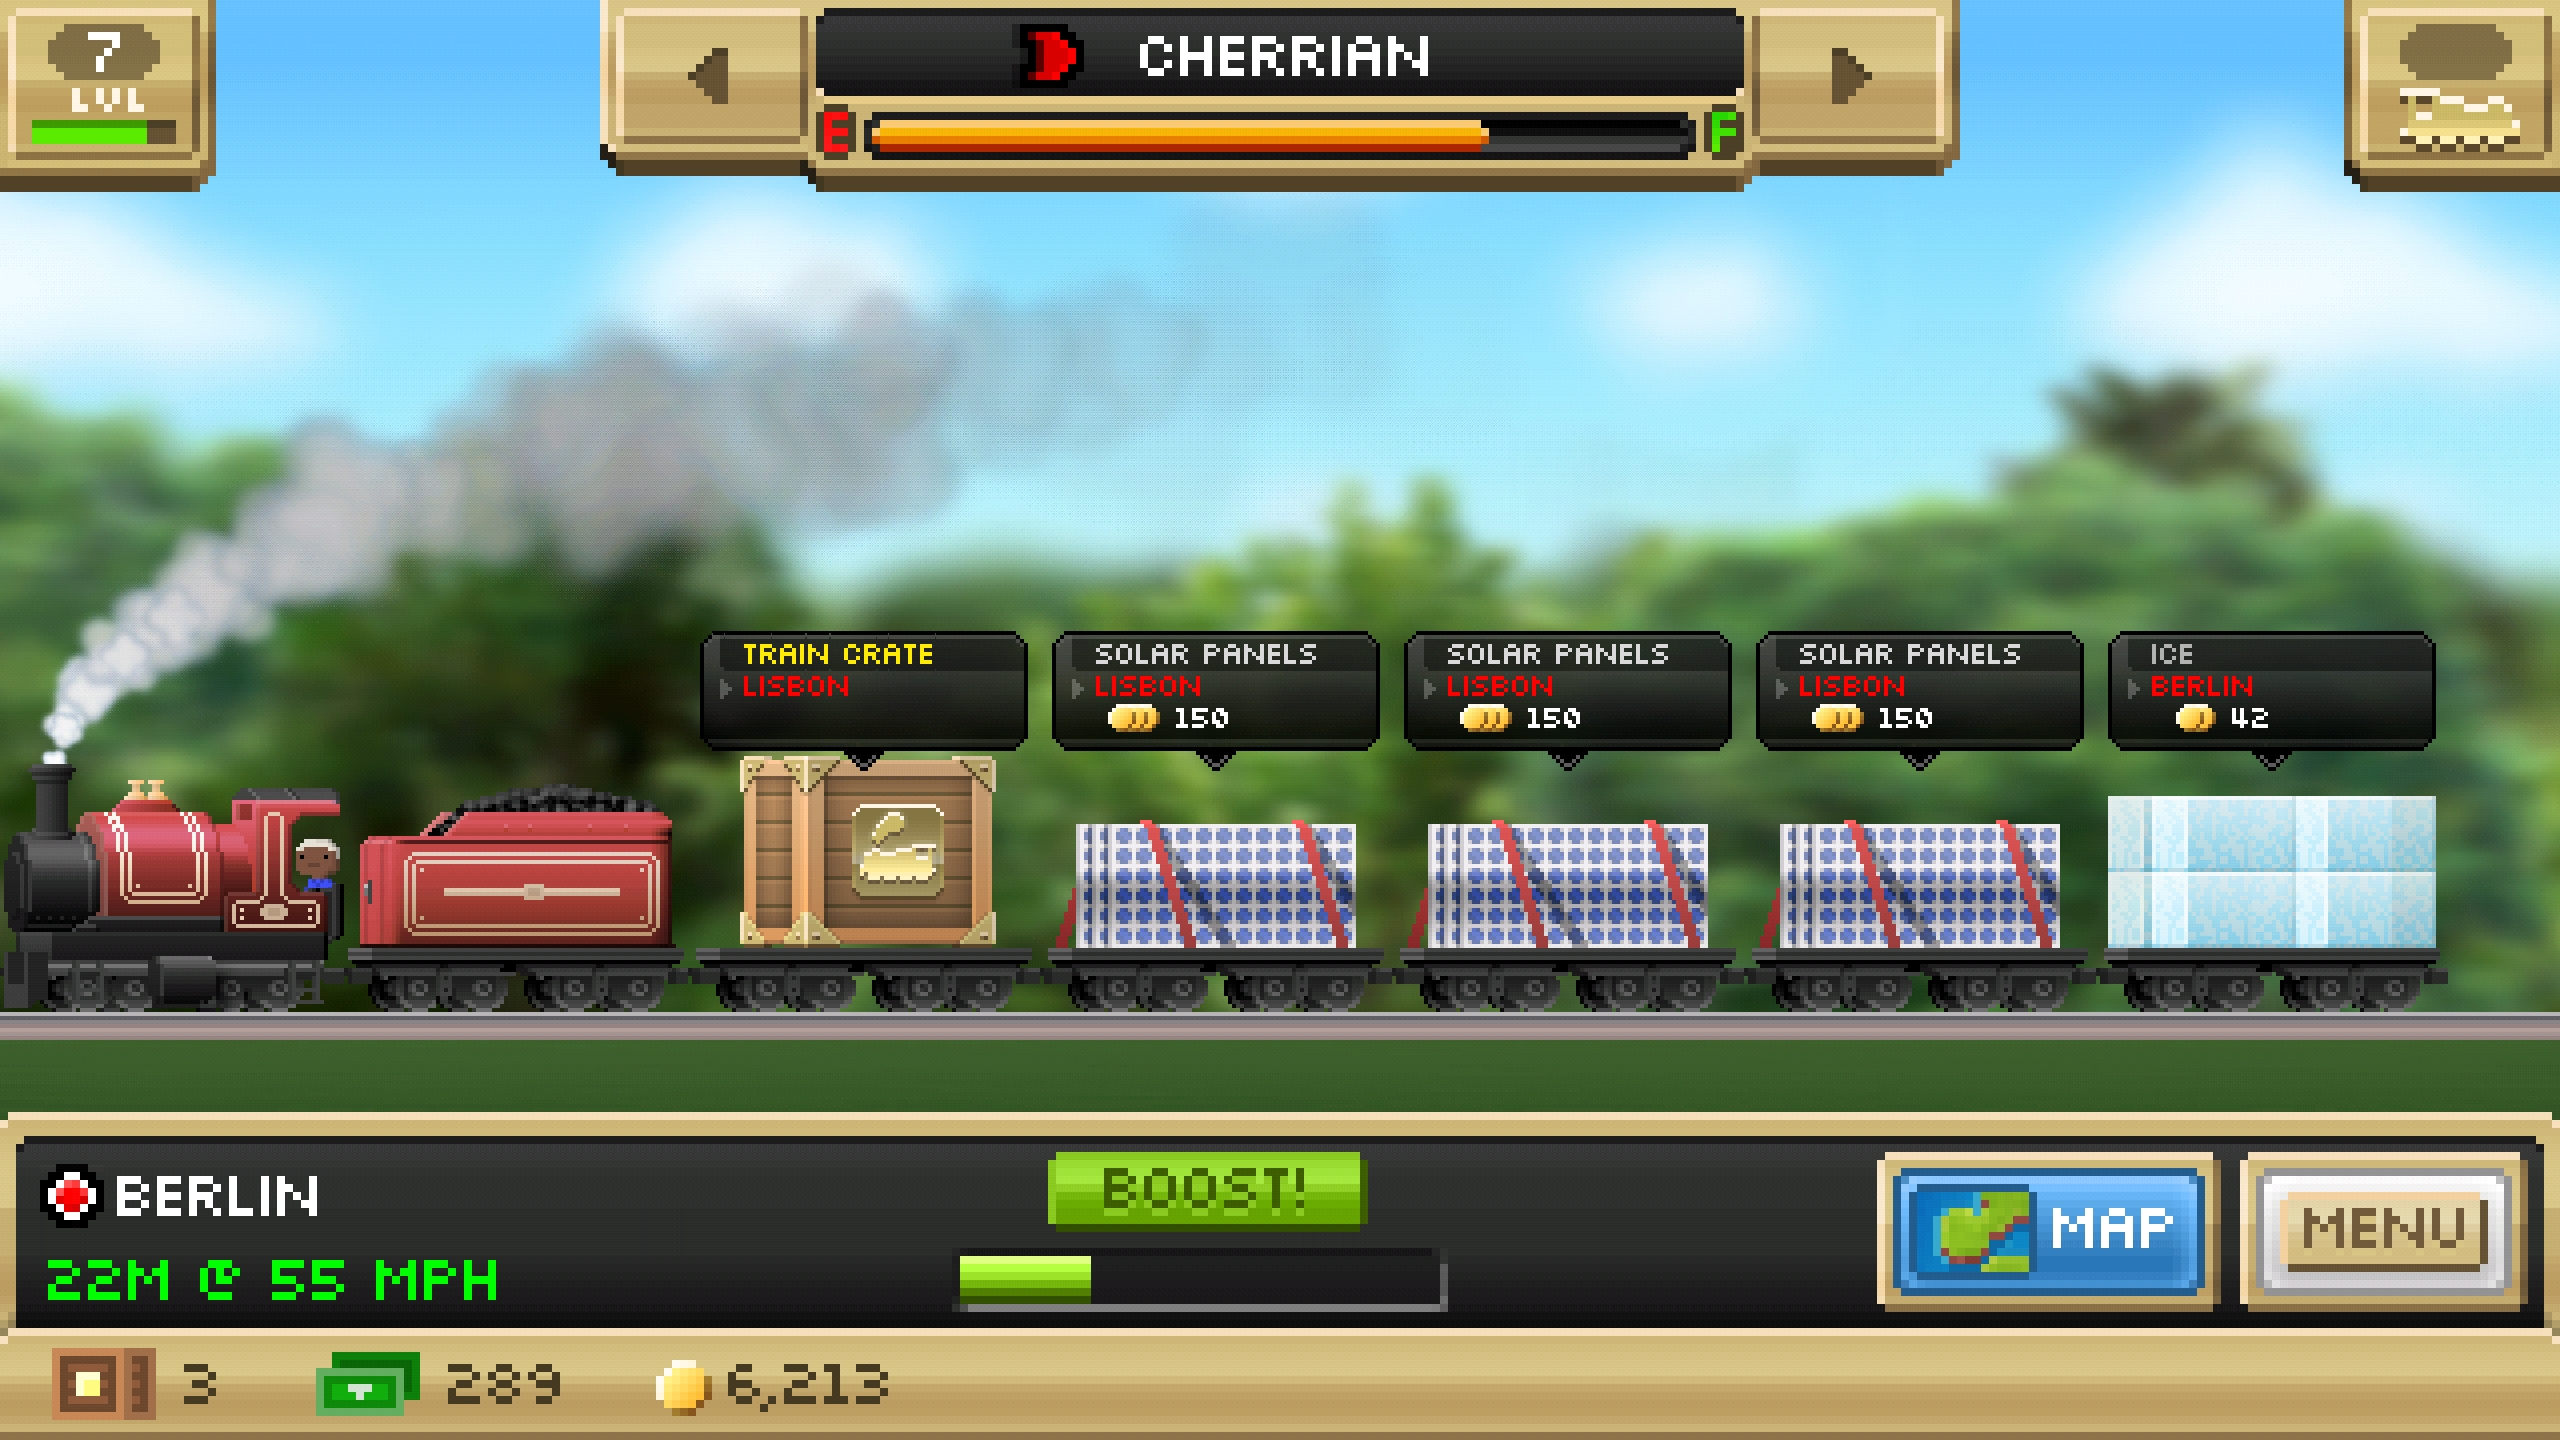 7
LVL
CHERRIAN
E F
TRAIN CRATE
LISBON
SOLAR PANELS
LISBON
150
SOLAR PANELS
LISBON
150
SOLAR PANELS
LISBON
150
ICE
BERLIN
42
BERLIN
22M @ 55 MPH
BOOST!
MAP
MENU
3 289 6,213